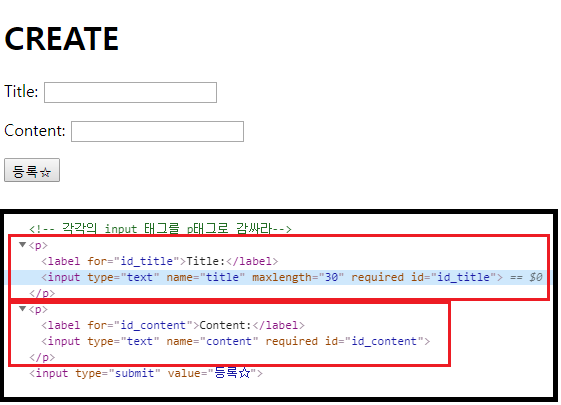 CREATE
Title:
Content:
등록☆
<!-- 각각의 input 태그를 p태그로 감싸라-->
▼<p>
<label for="id_title">Title:</label>
<input type="text" name="title" maxlength="30" required id="id_title"> == $0
</p>
▼<p>
<label for="id_content">Content:</label>
<input type="text" name="content" required id="id_content">
</p>
<input type="submit" value="등록☆">